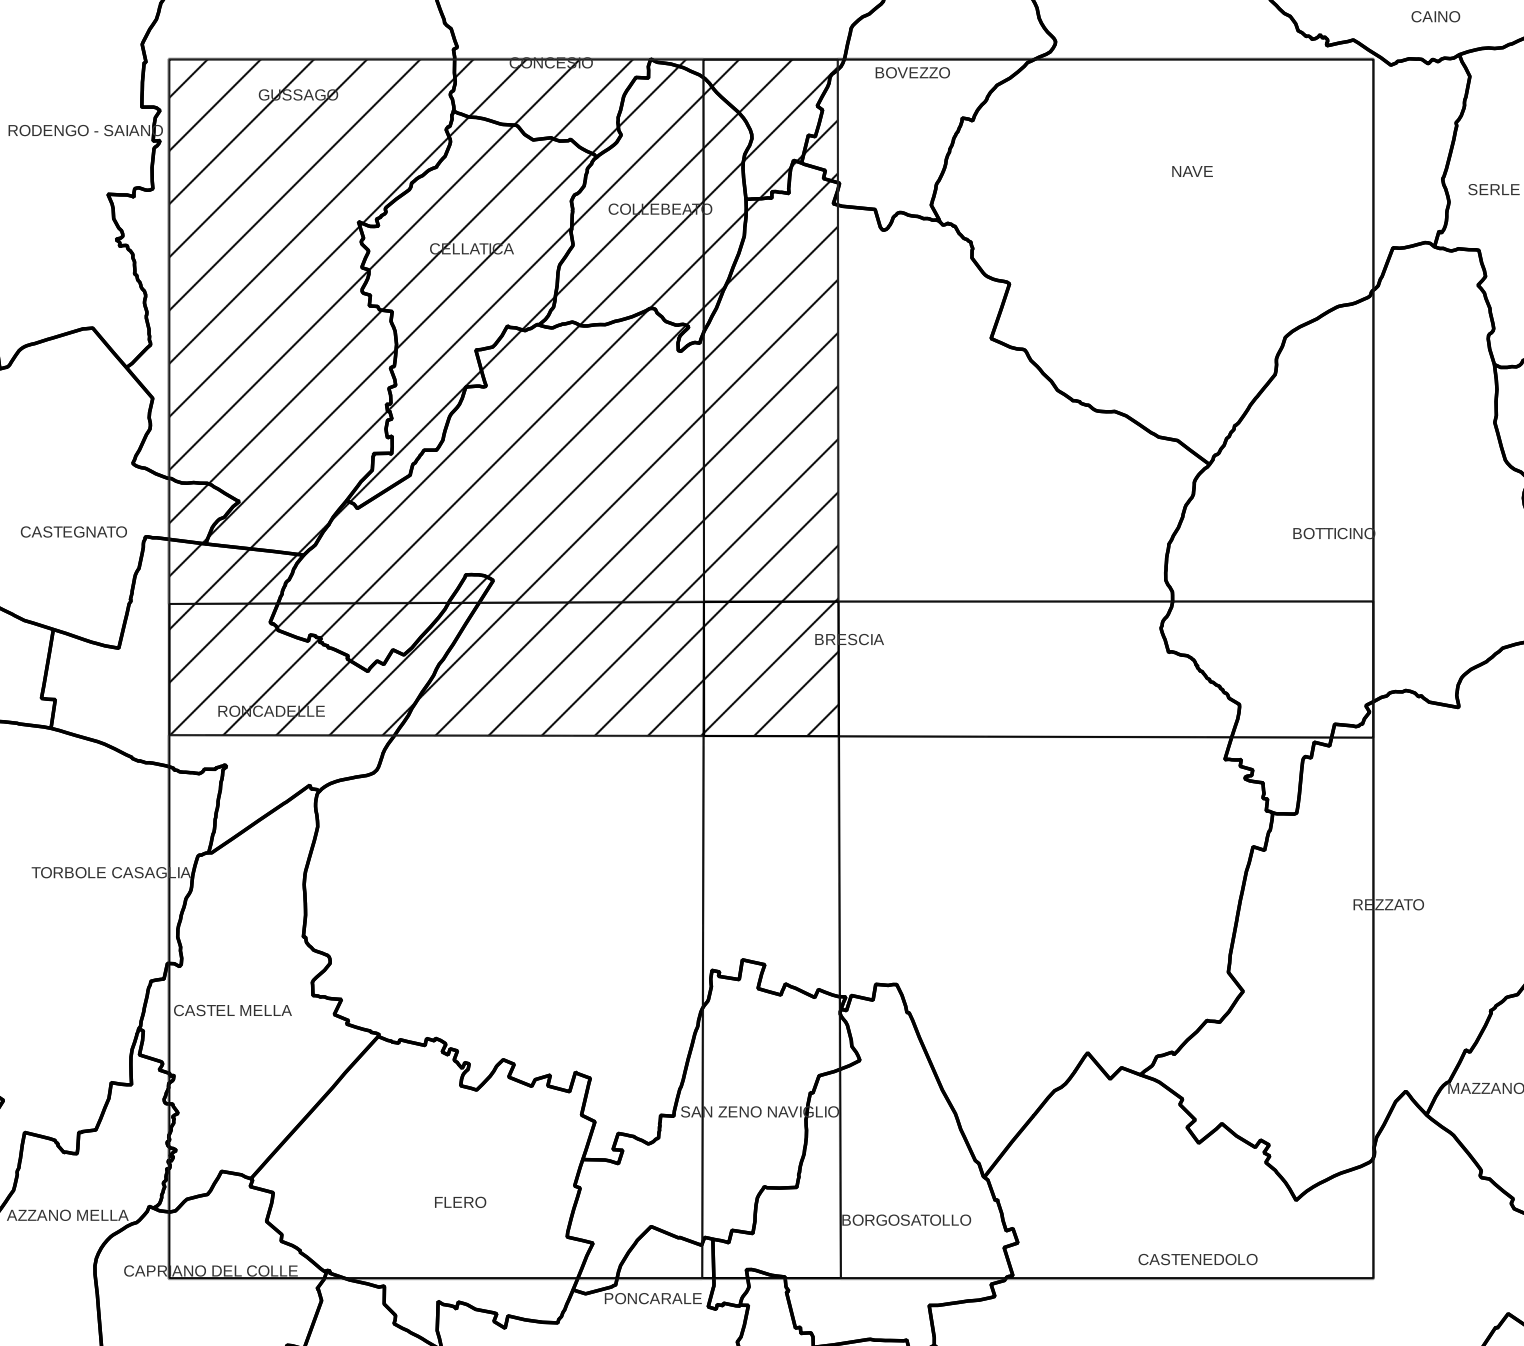 CAINO
CONCESIO
BOVEZZO
GUSSAGO
RODENGO - SAIANO
NAVE
SERLE
COLLEBEATO
CELLATICA
CASTEGNATO
BOTTICINO
BRESCIA
RONCADELLE
TORBOLE CASAGLIA
REZZATO
CASTEL MELLA
MAZZANO
SAN ZENO NAVIGLIO
FLERO
AZZANO MELLA
BORGOSATOLLO
CASTENEDOLO
CAPRIANO DEL COLLE
PONCARALE